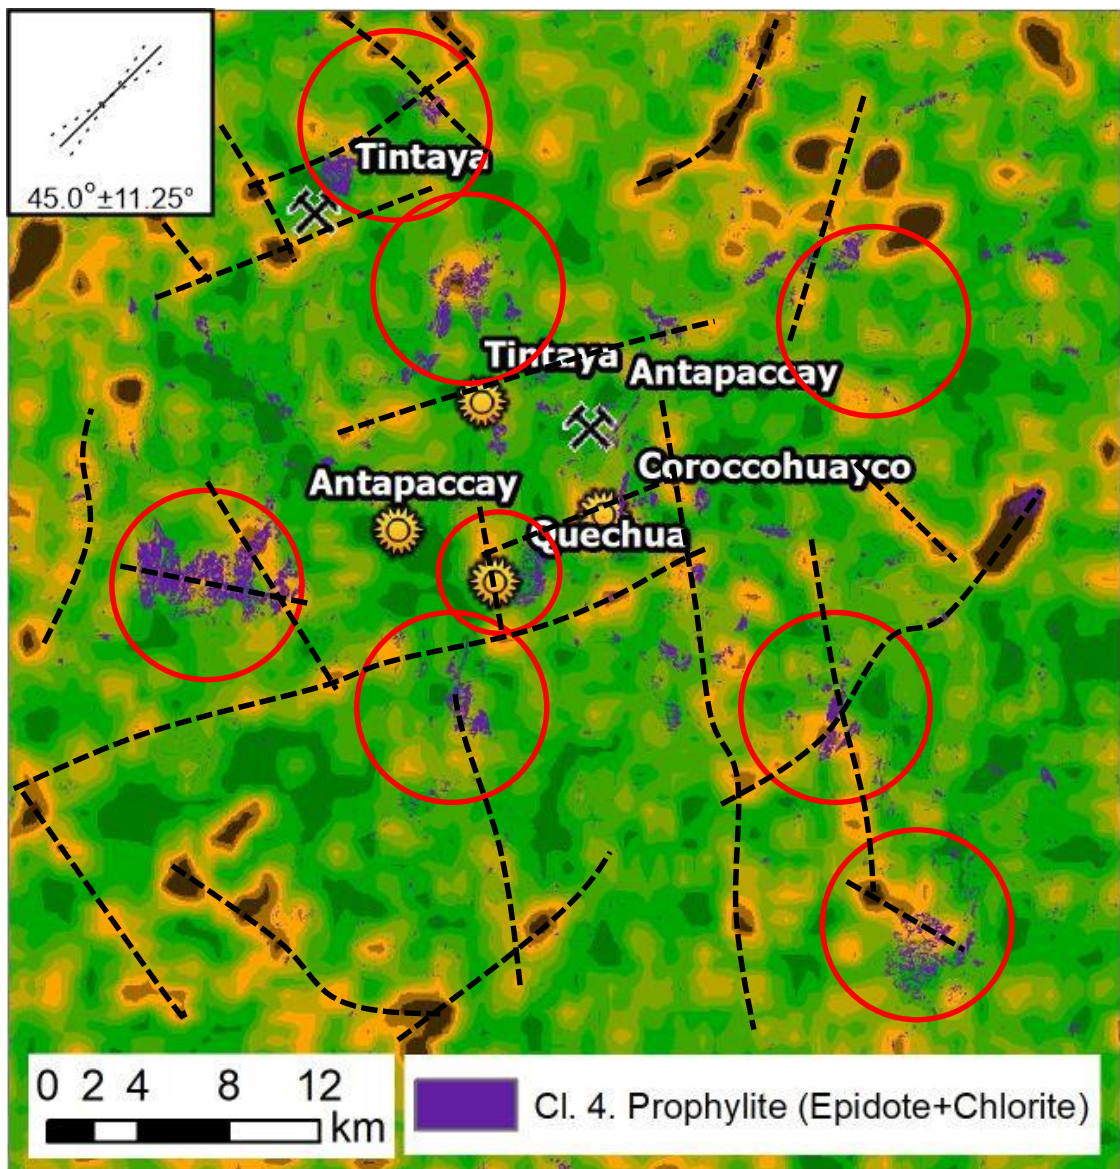 45.0°±11.25°
Tintaya
Tintaya
Antapaccay
Coroccohuayco
Antapaccay
Quechua
0 2 4 8 12
km
Cl. 4. Prophylite (Epidote+Chlorite)